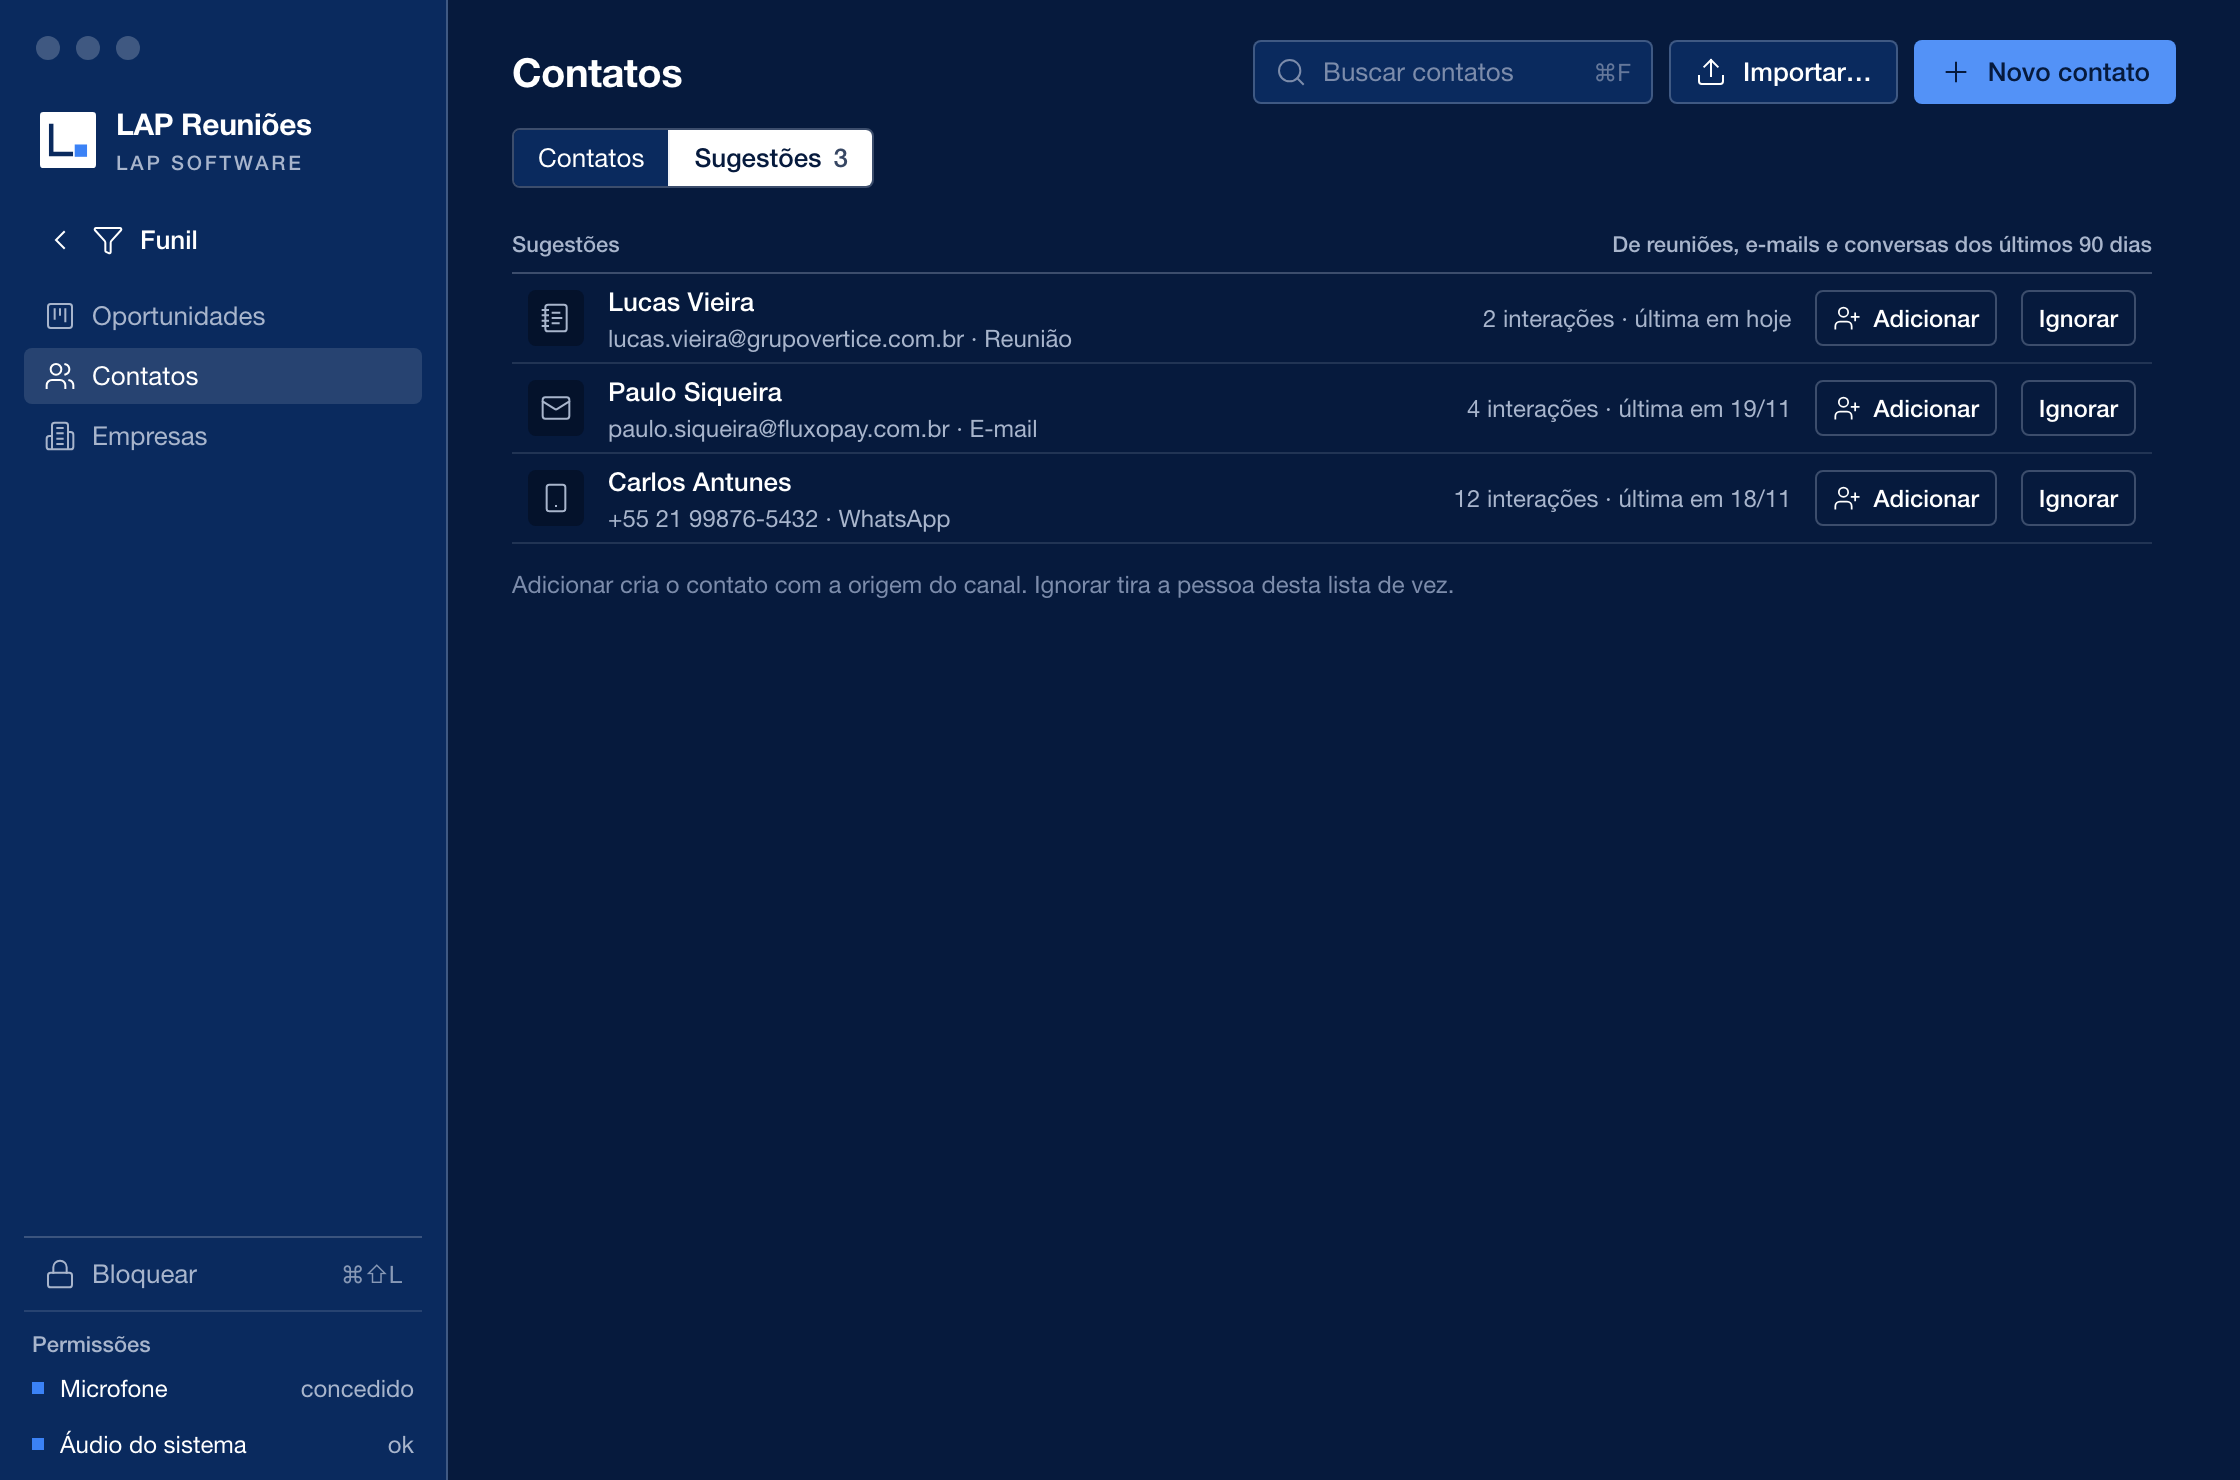 LAP Reuniões
LAP SOFTWARE
Funil
Oportunidades
Contatos
Empresas
Bloquear ⌘⇧L
Permissões
Microfone concedido
Áudio do sistema ok
Contatos
Buscar contatos ⌘F
Importar...
+ Novo contato
Contatos
Sugestões 3
Sugestões
De reuniões, e-mails e conversas dos últimos 90 dias
Lucas Vieira
lucas.vieira@grupovertice.com.br · Reunião
2 interações · última em hoje
Adicionar
Ignorar
Paulo Siqueira
paulo.siqueira@fluxopay.com.br · E-mail
4 interações · última em 19/11
Adicionar
Ignorar
Carlos Antunes
+55 21 99876-5432 · WhatsApp
12 interações · última em 18/11
Adicionar
Ignorar
Adicionar cria o contato com a origem do canal. Ignorar tira a pessoa desta lista de vez.